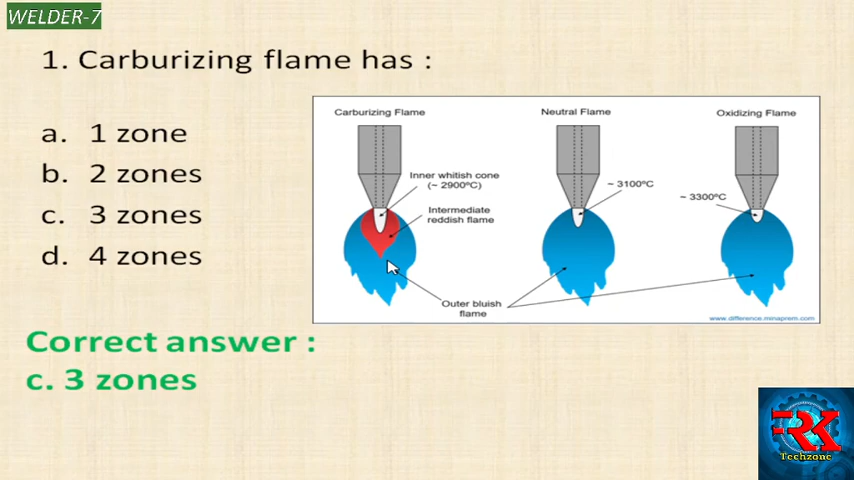 WELDER-7
1. Carburizing flame has :
a. 1 zone
b. 2 zones
c. 3 zones
d. 4 zones
Carburizing Flame
Neutral Flame
Oxidizing Flame
Inner whitish cone
(~ 2900ºC)
~ 3100ºC
~ 3300ºC
Intermediate
reddish flame
Outer bluish
flame
www.difference.minaprem.com
Correct answer :
c. 3 zones
RK
Techzone